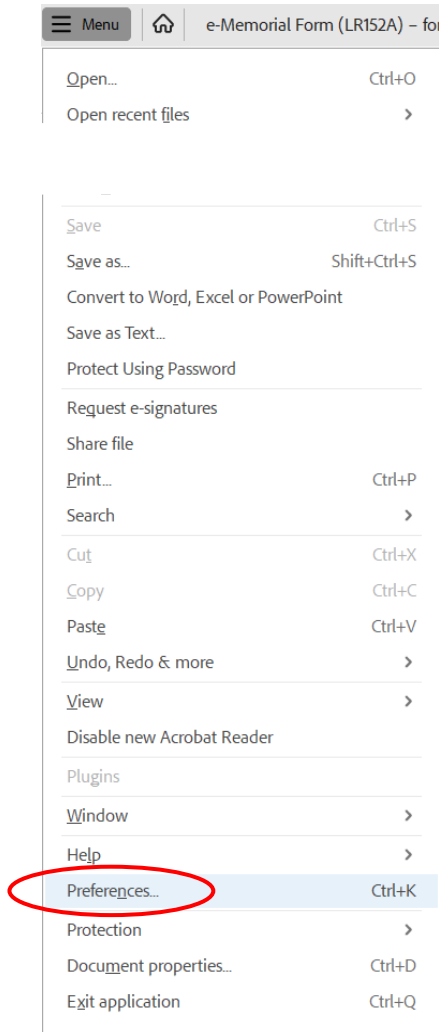 Menu e-Memorial Form (LR152A) – for
Open... Ctrl+O
Open recent files
Save Ctrl+S
Save as... Shift+Ctrl+S
Convert to Word, Excel or PowerPoint
Save as Text...
Protect Using Password
Request e-signatures
Share file
Print... Ctrl+P
Search
Cut Ctrl+X
Copy Ctrl+C
Paste Ctrl+V
Undo, Redo & more
View
Disable new Acrobat Reader
Plugins
Window
Help
Preferences... Ctrl+K
Protection
Document properties... Ctrl+D
Exit application Ctrl+Q